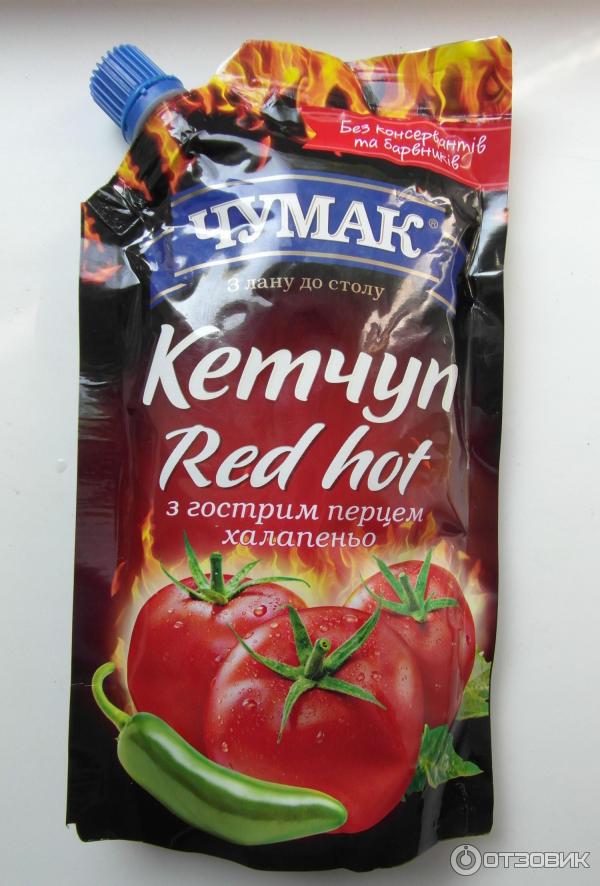 Без консервантів
та барвників
ЧУМАК®
З лану до столу
Кетчуп
Red hot
з гострим перцем
халапеньо
ОТЗОВИК